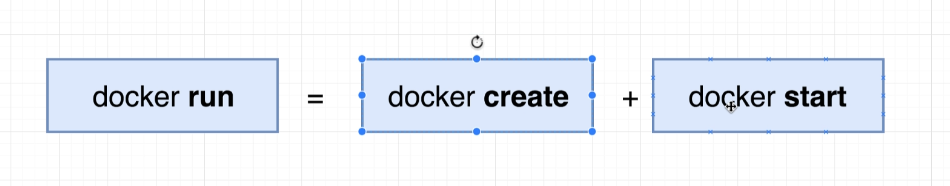 docker run = docker create + docker start